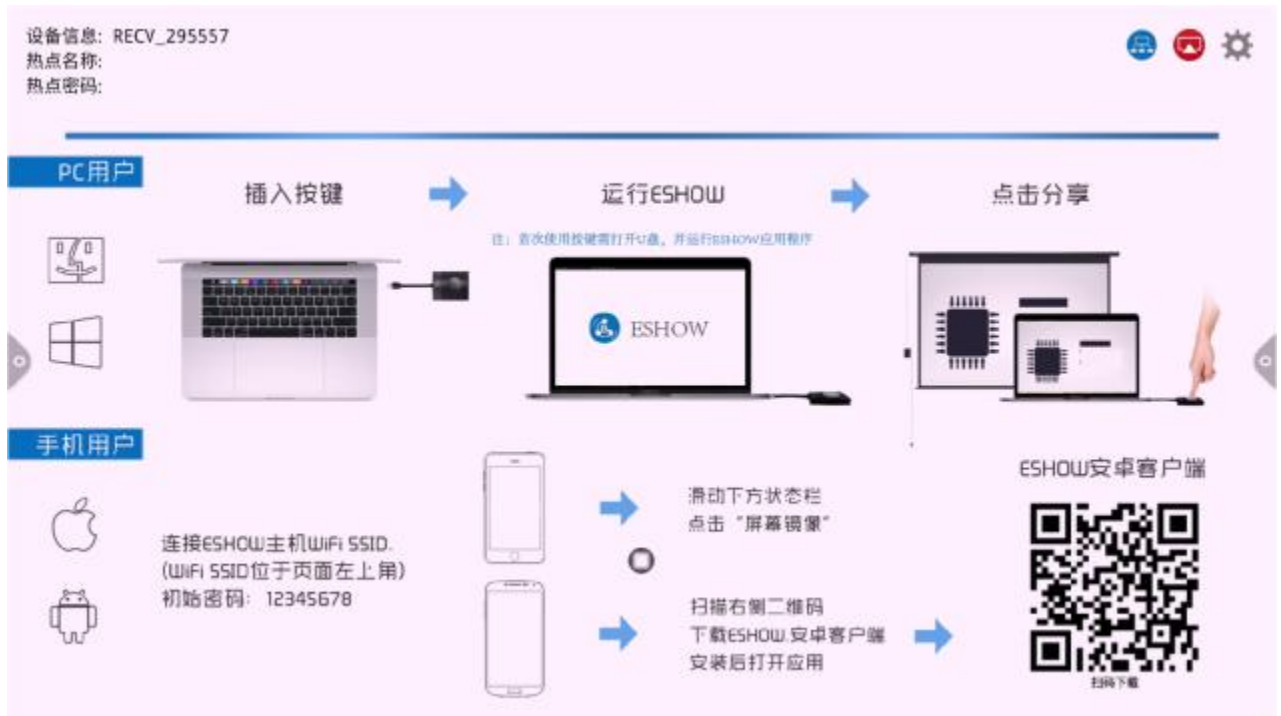 设备信息: RECV_295557
热点名称:
热点密码:
PC用户
插入按键
运行ESHOW
点击分享
注: 首次使用按键需打开U盘, 并运行ESHOW应用程序
ESHOW
手机用户
连接ESHOW主机WiFi SSID.
(WiFi SSID位于页面左上角)
初始密码: 12345678
滑动下方状态栏
点击“屏幕镜像”
扫描右侧二维码
下载ESHOW.安卓客户端
安装后打开应用
ESHOW安卓客户端
扫码下载